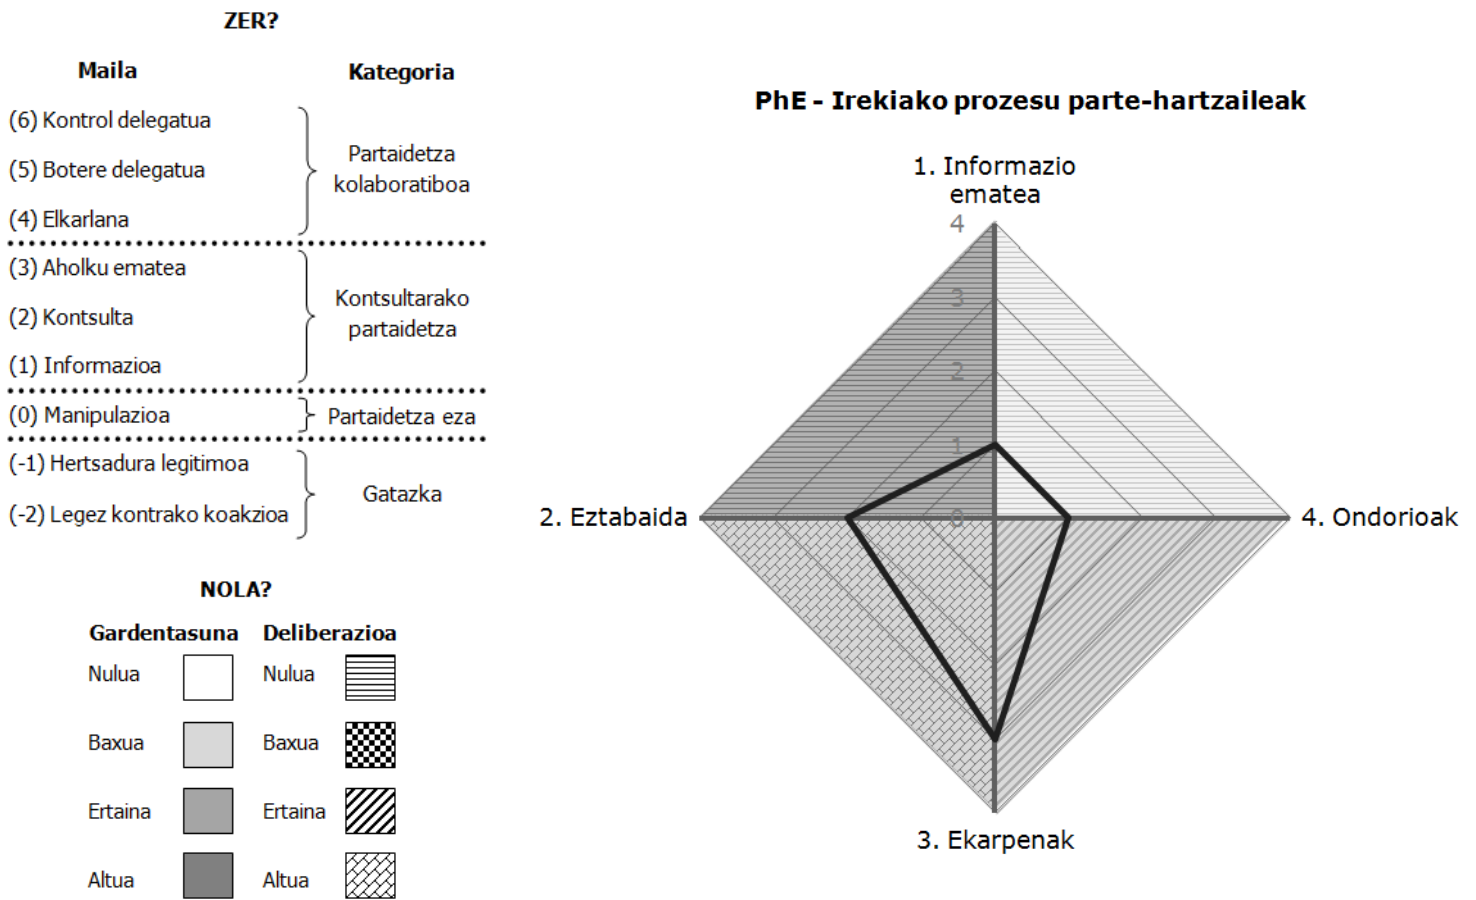 ZER?
Maila
Kategoria
(6) Kontrol delegatua
(5) Botere delegatua
(4) Elkarlana
Partaidetza
kolaboratiboa
(3) Aholku ematea
(2) Kontsulta
(1) Informazioa
Kontsultarako
partaidetza
(0) Manipulazioa
Partaidetza eza
(-1) Hertsadura legitimoa
(-2) Legez kontrako koakzioa
Gatazka
NOLA?
Gardentasuna Deliberazioa
Nulua Nulua
Baxua Baxua
Ertaina Ertaina
Altua Altua
PhE - Irekiako prozesu parte-hartzaileak
1. Informazio
ematea
4
3
2
1
0
2. Eztabaida
4. Ondorioak
3. Ekarpenak